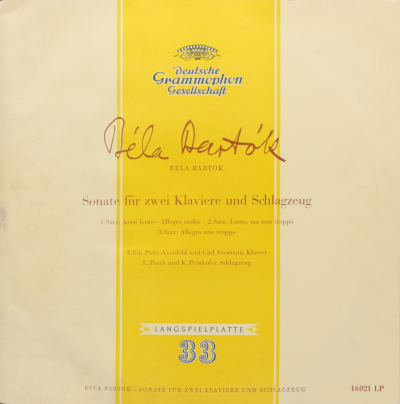 Deutsche
Grammophon
Gesellschaft
Béla Bartók
BELA BARTOK
Sonate für zwei Klaviere und Schlagzeug
1. Satz: Assai lento - Allegro molto - 2. Satz: Lento, ma non troppo
3. Satz: Allegro non troppo
Edith Picht-Axenfeld und Carl Seemann, Klavier
L. Porth und K. Peinkofer, Schlagzeug
LANGSPIELPLATTE
33
BELA BARTOK - SONATE FÜR ZWEI KLAVIERE UND SCHLAGZEUG
16021 LP